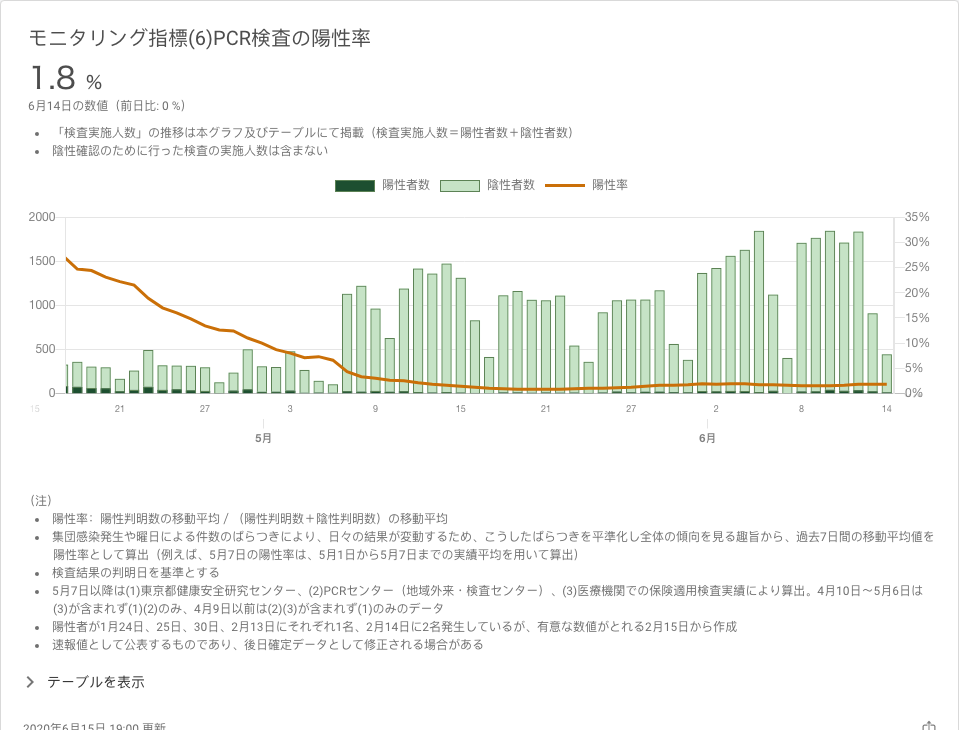 モニタリング指標(6)PCR検査の陽性率
1.8 %
6月14日の数値（前日比: 0 %）
「検査実施人数」の推移は本グラフ及びテーブルにて掲載（検査実施人数＝陽性者数＋陰性者数）
陰性確認のために行った検査の実施人数は含まない
陽性者数 陰性者数 陽性率
2000 35%
30%
1500 25%
20%
1000 15%
10%
500 5%
0 0%
15 21 27 3 9 15 21 27 2 8 14
5月 6月
（注）
陽性率：陽性判明数の移動平均 / （陽性判明数＋陰性判明数）の移動平均
集団感染発生や曜日による件数のばらつきにより、日々の結果が変動するため、こうしたばらつきを平準化し全体の傾向を見る趣旨から、過去7日間の移動平均値を
陽性率として算出（例えば、5月7日の陽性率は、5月1日から5月7日までの実績平均を用いて算出）
検査結果の判明日を基準とする
5月7日以降は(1)東京都健康安全研究センター、(2)PCRセンター（地域外来・検査センター）、(3)医療機関での保険適用検査実績により算出。4月10日～5月6日は
(3)が含まれず(1)(2)のみ、4月9日以前は(2)(3)が含まれず(1)のみのデータ
陽性者が1月24日、25日、30日、2月13日にそれぞれ1名、2月14日に2名発生しているが、有意な数値がとれる2月15日から作成
速報値として公表するものであり、後日確定データとして修正される場合がある
テーブルを表示
2020年6月15日 19:00 更新